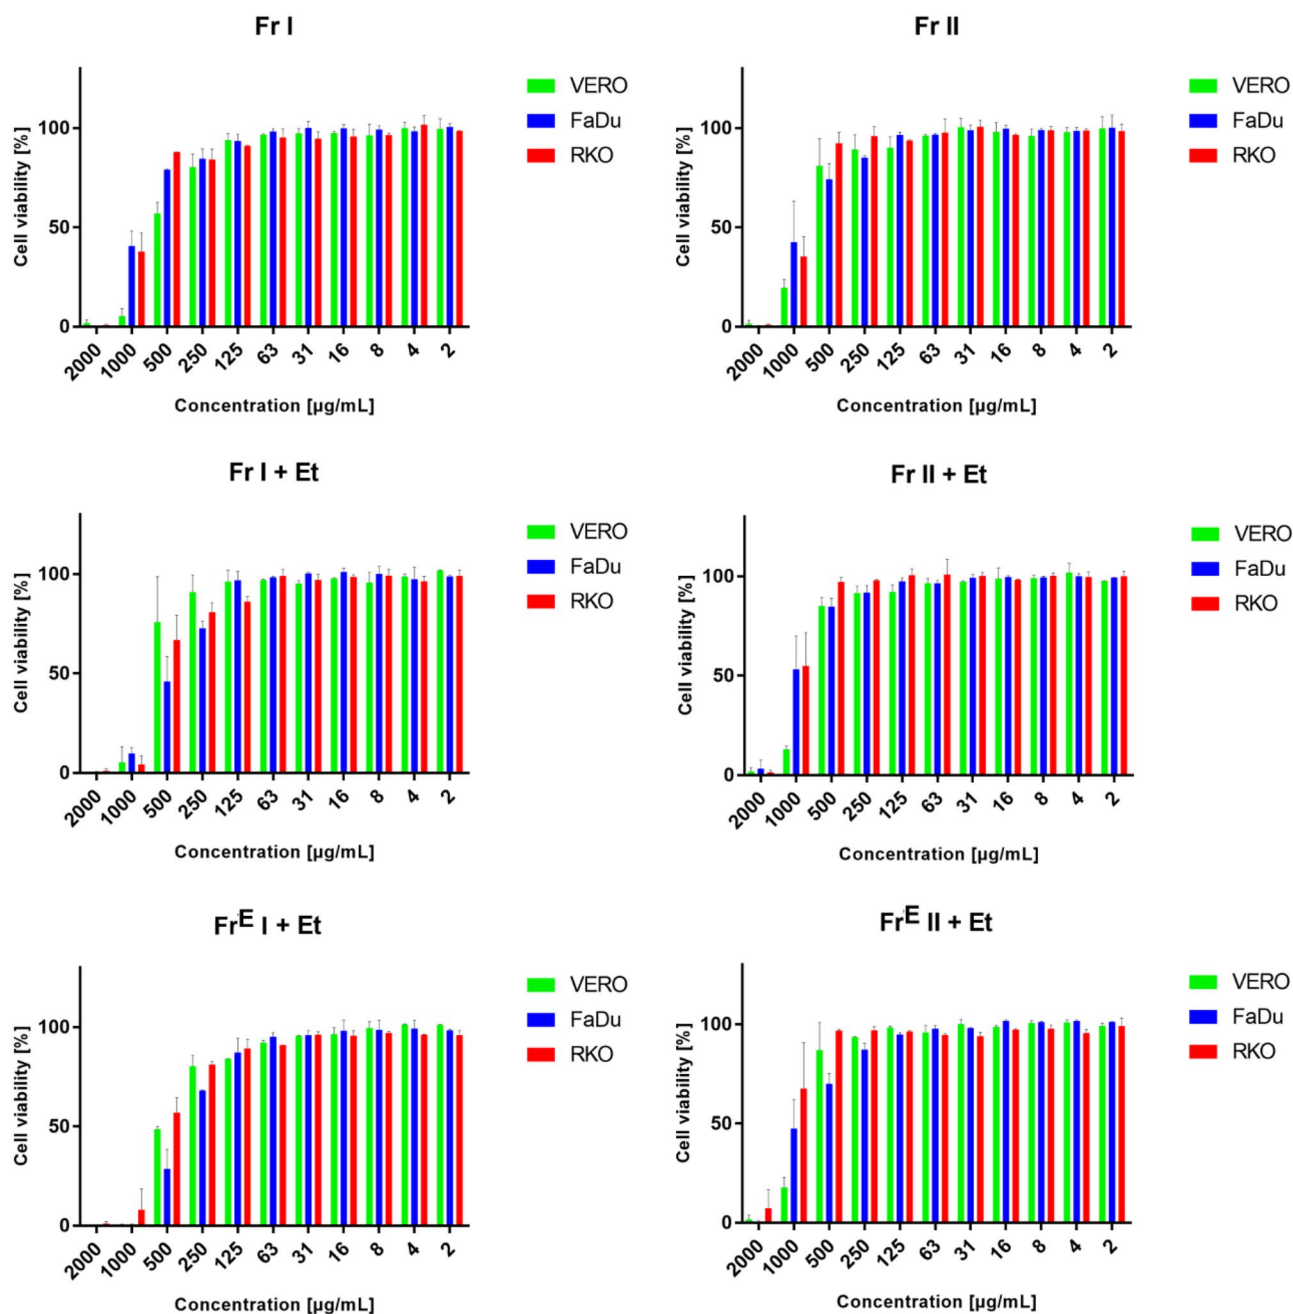 Fr I
Cell viability [%]
100
50
0
2000 1000 500 250 125 63 31 16 8 4 2
Concentration [µg/mL]
VERO
FaDu
RKO
Fr II
Cell viability [%]
100
50
0
2000 1000 500 250 125 63 31 16 8 4 2
Concentration [µg/mL]
VERO
FaDu
RKO
Fr I + Et
Cell viability [%]
100
50
0
2000 1000 500 250 125 63 31 16 8 4 2
Concentration [µg/mL]
VERO
FaDu
RKO
Fr II + Et
Cell viability [%]
100
50
0
2000 1000 500 250 125 63 31 16 8 4 2
Concentration [µg/mL]
VERO
FaDu
RKO
Fr^E I + Et
Cell viability [%]
100
50
0
2000 1000 500 250 125 63 31 16 8 4 2
Concentration [µg/mL]
VERO
FaDu
RKO
Fr^E II + Et
Cell viability [%]
100
50
0
2000 1000 500 250 125 63 31 16 8 4 2
Concentration [µg/mL]
VERO
FaDu
RKO